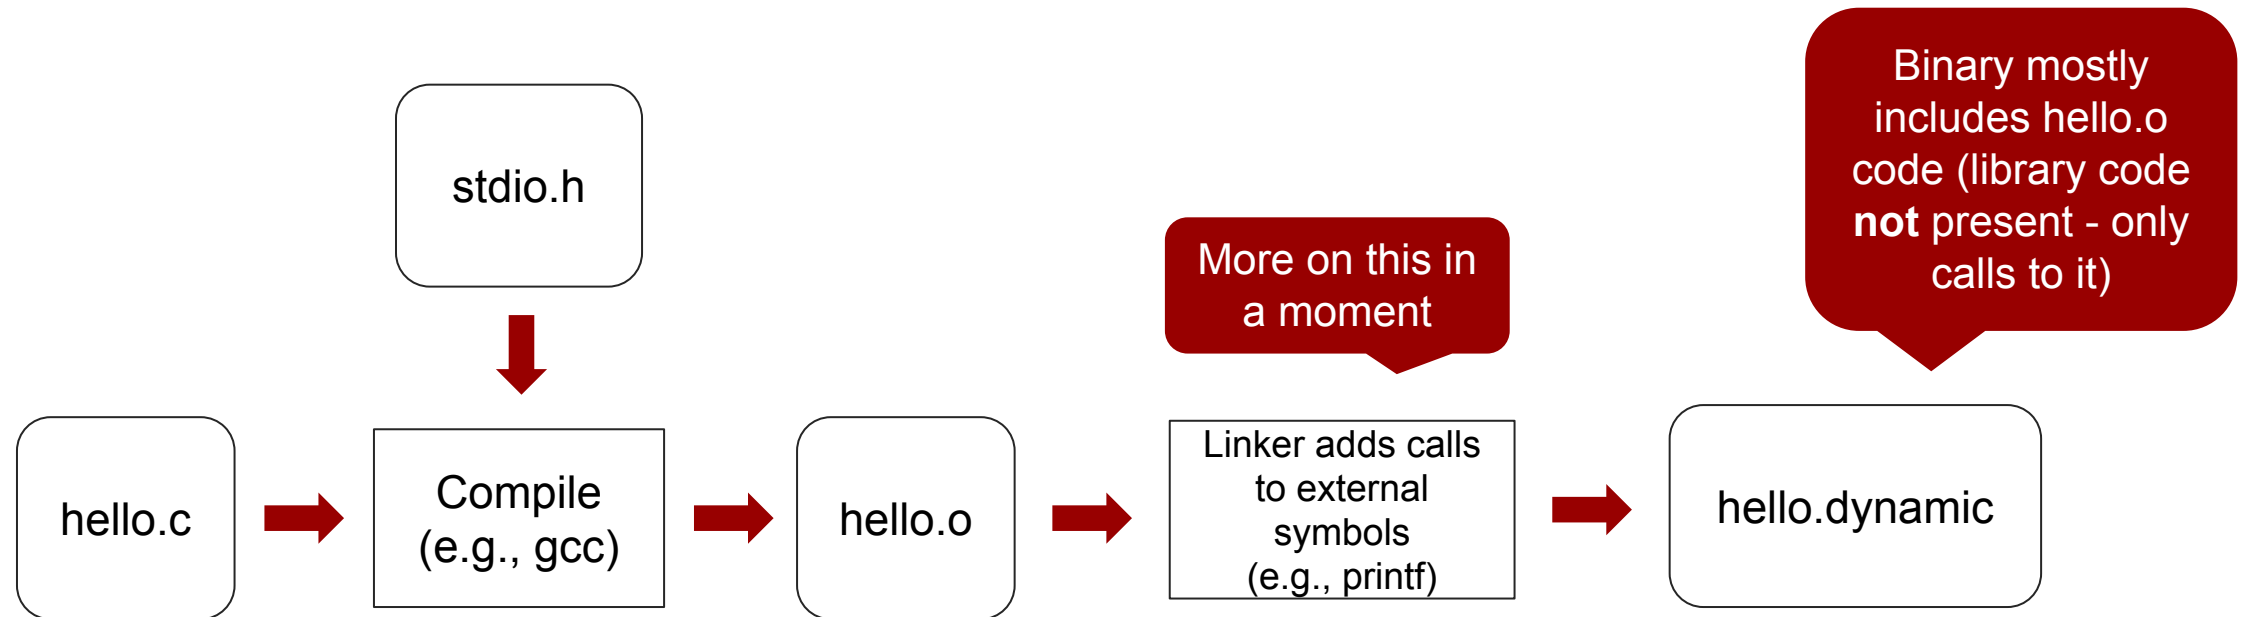 stdio.h
hello.c
Compile
(e.g., gcc)
hello.o
More on this in
a moment
Linker adds calls
to external
symbols
(e.g., printf)
Binary mostly
includes hello.o
code (library code
not present - only
calls to it)
hello.dynamic